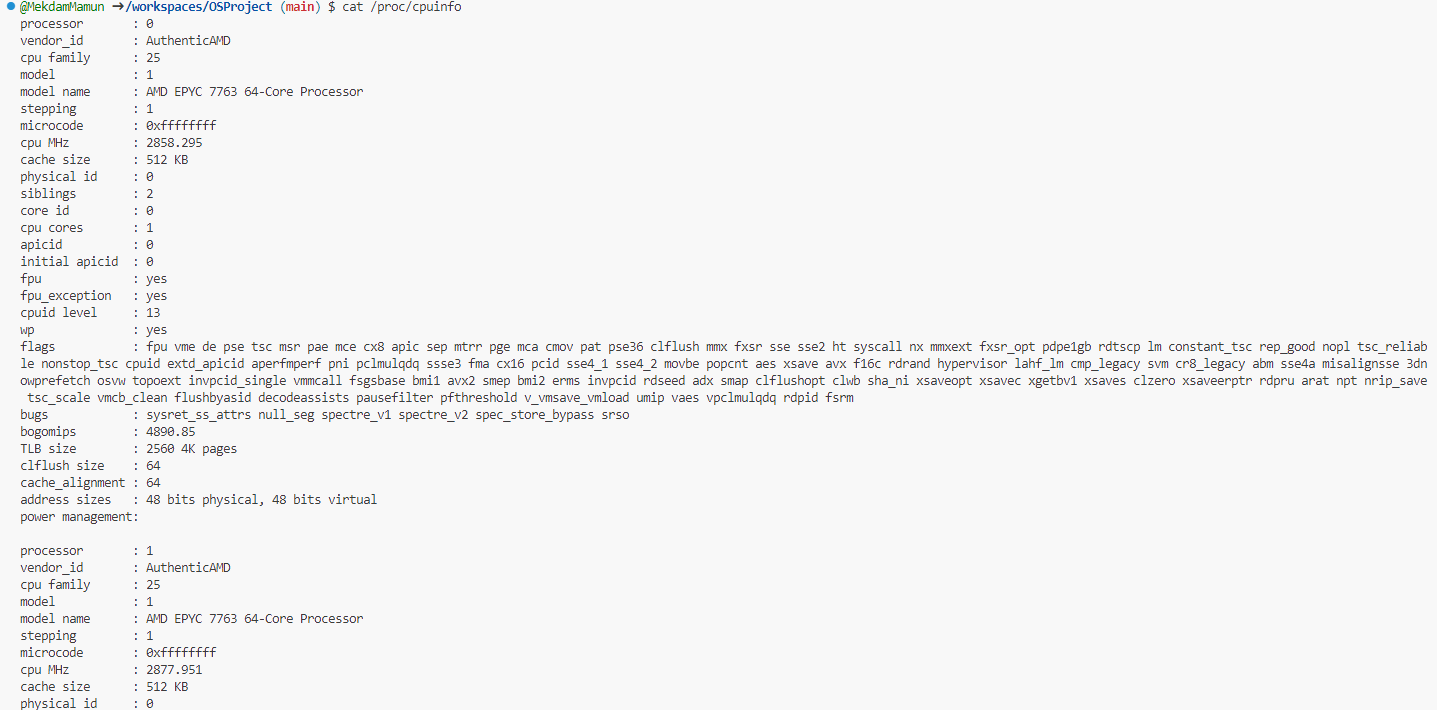 @MekdamMamun → /workspaces/OSProject (main) $ cat /proc/cpuinfo
processor : 0
vendor_id : AuthenticAMD
cpu family : 25
model : 1
model name : AMD EPYC 7763 64-Core Processor
stepping : 1
microcode : 0xffffffff
cpu MHz : 2858.295
cache size : 512 KB
physical id : 0
siblings : 2
core id : 0
cpu cores : 1
apicid : 0
initial apicid : 0
fpu : yes
fpu_exception : yes
cpuid level : 13
wp : yes
flags : fpu vme de pse tsc msr pae mce cx8 apic sep mtrr pge mca cmov pat pse36 clflush mmx fxsr sse sse2 ht syscall nx mmxext fxsr_opt pdpe1gb rdtscp lm constant_tsc rep_good nopl tsc_reliab
le nonstop_tsc cpuid extd_apicid aperfmperf pni pclmulqdq ssse3 fma cx16 pcid sse4_1 sse4_2 movbe popcnt aes xsave avx f16c rdrand hypervisor lahf_lm cmp_legacy svm cr8_legacy abm sse4a misalignsse 3dn
owprefetch osvw topoext invpcid_single vmmcall fsgsbase bmi1 avx2 smep bmi2 erms invpcid rdseed adx smap clflushopt clwb sha_ni xsaveopt xsavec xgetbv1 xsaves clzero xsaveerptr rdpru arat npt nrip_save
tsc_scale vmcb_clean flushbyasid decodeassists pausefilter pfthreshold v_vmsave_vmload umip vaes vpclmulqdq rdpid fsrm
bugs : sysret_ss_attrs null_seg spectre_v1 spectre_v2 spec_store_bypass srso
bogomips : 4890.85
TLB size : 2560 4K pages
clflush size : 64
cache_alignment : 64
address sizes : 48 bits physical, 48 bits virtual
power management:
processor : 1
vendor_id : AuthenticAMD
cpu family : 25
model : 1
model name : AMD EPYC 7763 64-Core Processor
stepping : 1
microcode : 0xffffffff
cpu MHz : 2877.951
cache size : 512 KB
physical id : 0